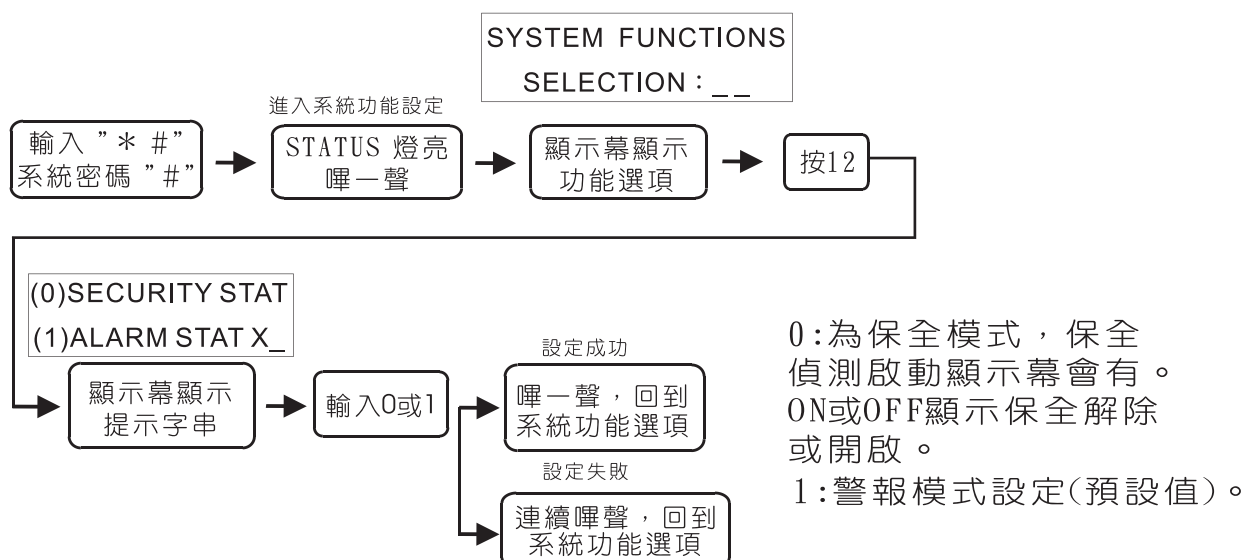 SYSTEM FUNCTIONS
SELECTION：_ _
進入系統功能設定
輸入 ”＊ #”
系統密碼 ”#”
STATUS 燈亮
嗶一聲
顯示幕顯示
功能選項
按12
(0)SECURITY STAT
(1)ALARM STAT X_
顯示幕顯示
提示字串
輸入0或1
設定成功
嗶一聲，回到
系統功能選項
設定失敗
連續嗶聲，回到
系統功能選項
0:為保全模式，保全
偵測啟動顯示幕會有。
ON或OFF顯示保全解除
或開啟。
1:警報模式設定(預設值)。